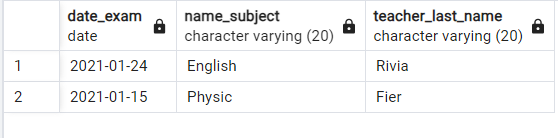 date_exam name_subject teacher_last_name
date character varying (20) character varying (20)
1 2021-01-24 English Rivia
2 2021-01-15 Physic Fier